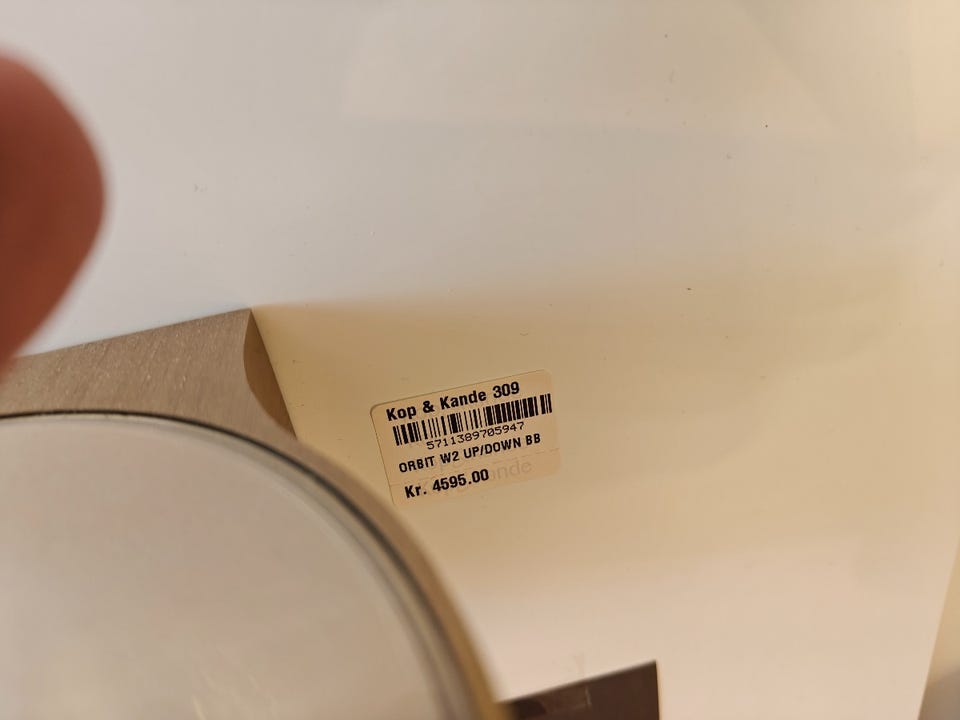 Kop & Kande 309
5711389705947
ORBIT W2 UP/DOWN BB
Kr. 4595.00